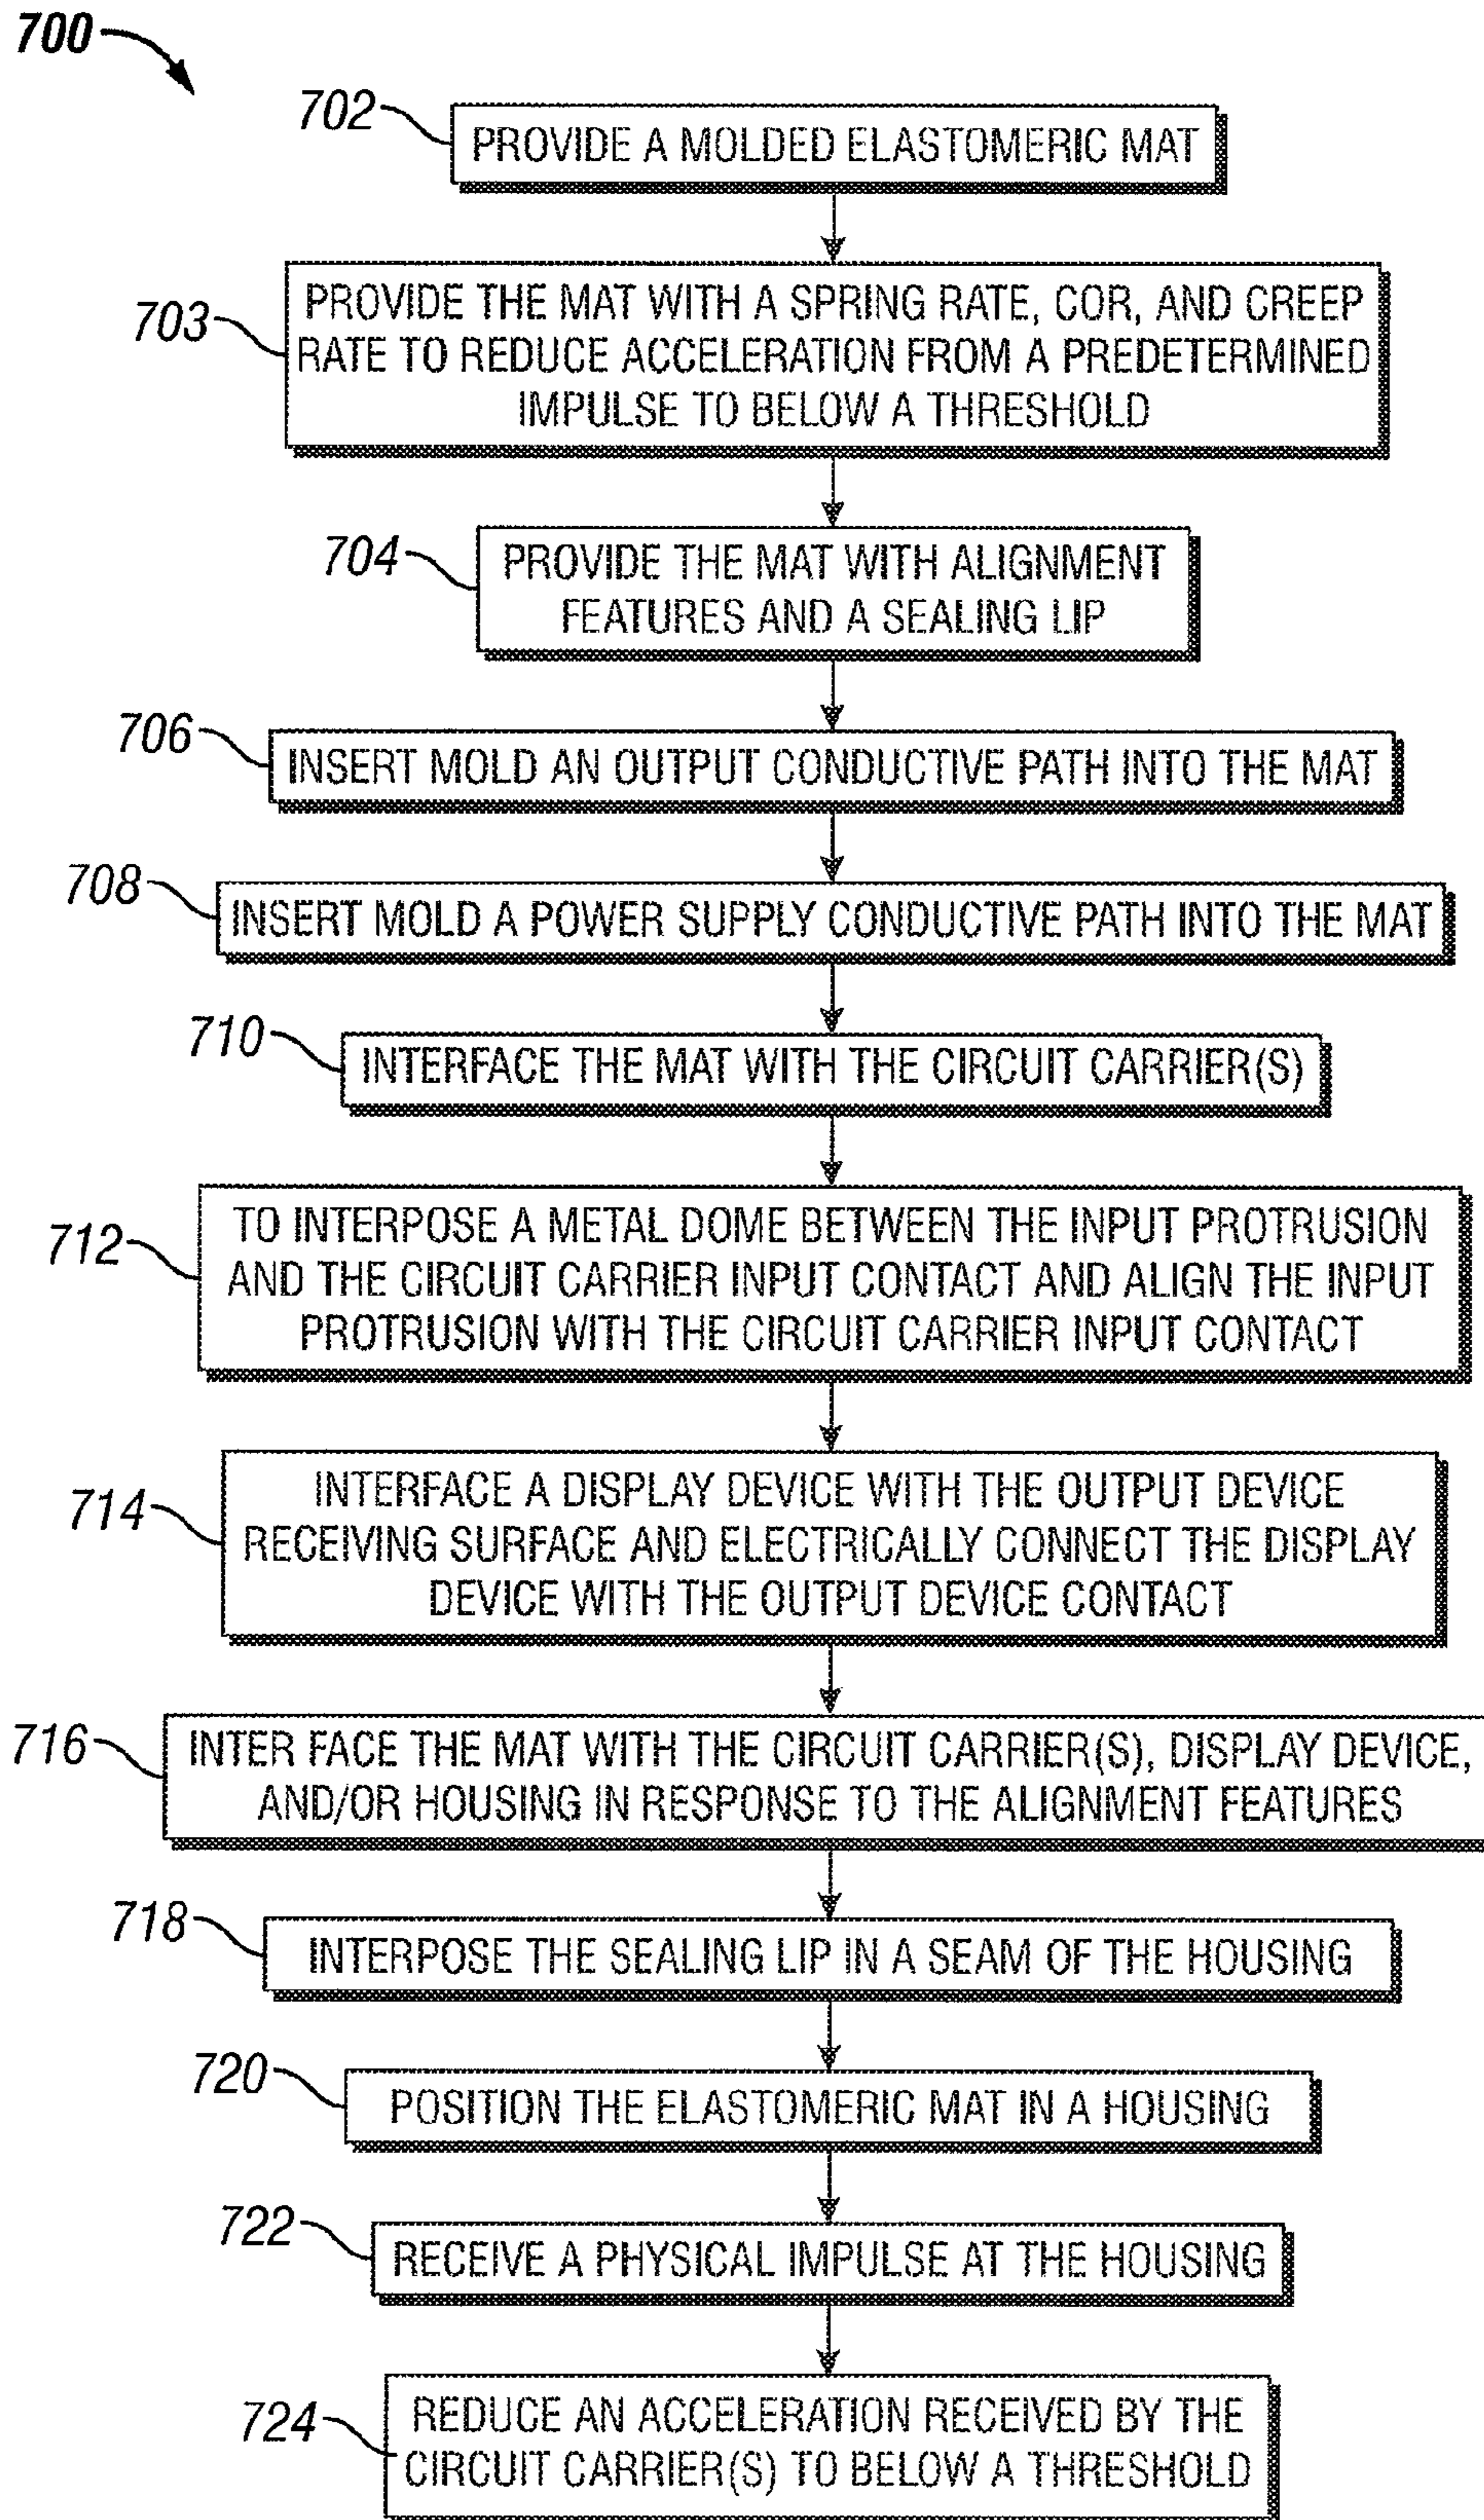 700
702
PROVIDE A MOLDED ELASTOMERIC MAT
703
PROVIDE THE MAT WITH A SPRING RATE, COR, AND CREEP
RATE TO REDUCE ACCELERATION FROM A PREDETERMINED
IMPULSE TO BELOW A THRESHOLD
704
PROVIDE THE MAT WITH ALIGNMENT
FEATURES AND A SEALING LIP
706
INSERT MOLD AN OUTPUT CONDUCTIVE PATH INTO THE MAT
708
INSERT MOLD A POWER SUPPLY CONDUCTIVE PATH INTO THE MAT
710
INTERFACE THE MAT WITH THE CIRCUIT CARRIER(S)
712
TO INTERPOSE A METAL DOME BETWEEN THE INPUT PROTRUSION
AND THE CIRCUIT CARRIER INPUT CONTACT AND ALIGN THE INPUT
PROTRUSION WITH THE CIRCUIT CARRIER INPUT CONTACT
714
INTERFACE A DISPLAY DEVICE WITH THE OUTPUT DEVICE
RECEIVING SURFACE AND ELECTRICALLY CONNECT THE DISPLAY
DEVICE WITH THE OUTPUT DEVICE CONTACT
716
INTER FACE THE MAT WITH THE CIRCUIT CARRIER(S), DISPLAY DEVICE,
AND/OR HOUSING IN RESPONSE TO THE ALIGNMENT FEATURES
718
INTERPOSE THE SEALING LIP IN A SEAM OF THE HOUSING
720
POSITION THE ELASTOMERIC MAT IN A HOUSING
722
RECEIVE A PHYSICAL IMPULSE AT THE HOUSING
724
REDUCE AN ACCELERATION RECEIVED BY THE
CIRCUIT CARRIER(S) TO BELOW A THRESHOLD